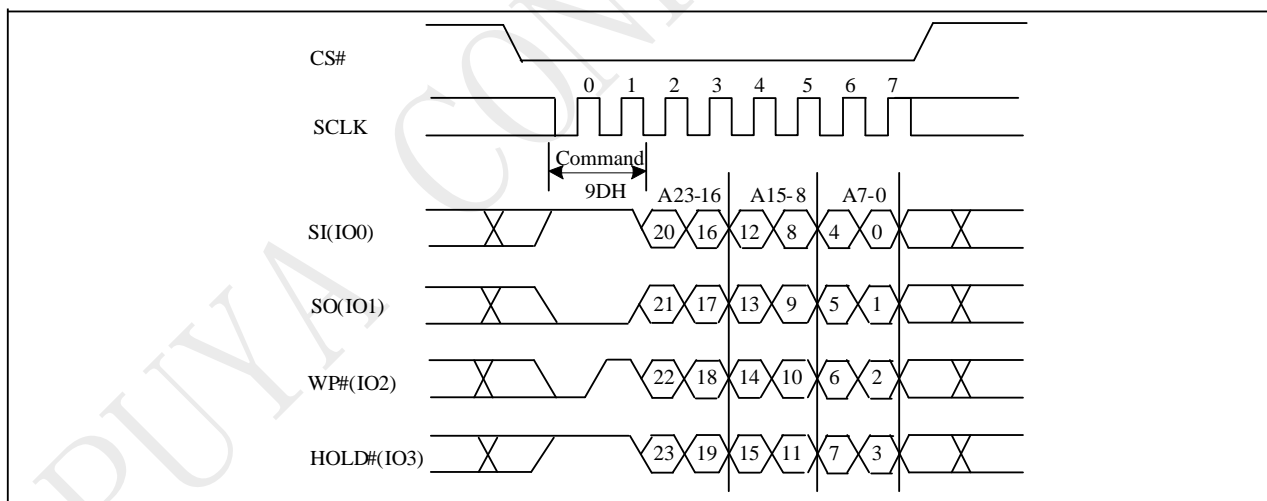 PUYA CON
CS#
0 1 2 3 4 5 6 7
SCLK
Command
9DH
A23-16 A15-8 A7-0
SI(IO0) 20 16 12 8 4 0
SO(IO1) 21 17 13 9 5 1
WP#(IO2) 22 18 14 10 6 2
HOLD#(IO3) 23 19 15 11 7 3